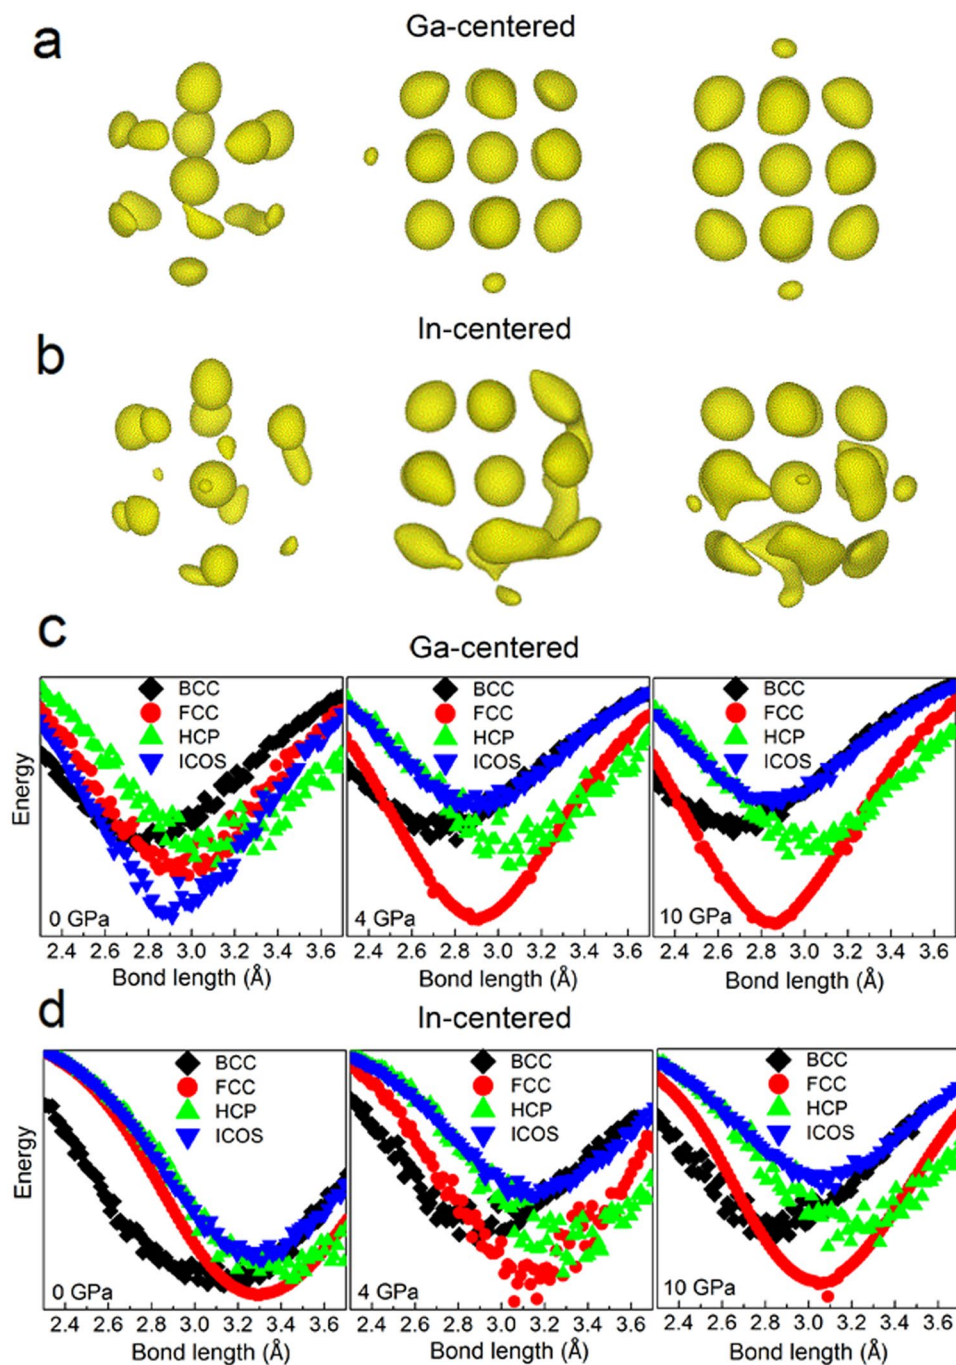 a
Ga-centered
b
In-centered
c
Ga-centered
Energy
BCC
FCC
HCP
ICOS
0 GPa
2.4 2.6 2.8 3.0 3.2 3.4 3.6
Bond length (Å)
BCC
FCC
HCP
ICOS
4 GPa
2.4 2.6 2.8 3.0 3.2 3.4 3.6
Bond length (Å)
BCC
FCC
HCP
ICOS
10 GPa
2.4 2.6 2.8 3.0 3.2 3.4 3.6
Bond length (Å)
d
In-centered
Energy
BCC
FCC
HCP
ICOS
0 GPa
2.4 2.6 2.8 3.0 3.2 3.4 3.6
Bond length (Å)
BCC
FCC
HCP
ICOS
4 GPa
2.4 2.6 2.8 3.0 3.2 3.4 3.6
Bond length (Å)
BCC
FCC
HCP
ICOS
10 GPa
2.4 2.6 2.8 3.0 3.2 3.4 3.6
Bond length (Å)